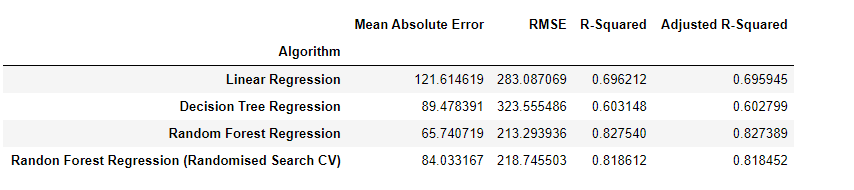 Mean Absolute Error RMSE R-Squared Adjusted R-Squared
Algorithm
Linear Regression 121.614619 283.087069 0.696212 0.695945
Decision Tree Regression 89.478391 323.555486 0.603148 0.602799
Random Forest Regression 65.740719 213.293936 0.827540 0.827389
Randon Forest Regression (Randomised Search CV) 84.033167 218.745503 0.818612 0.818452